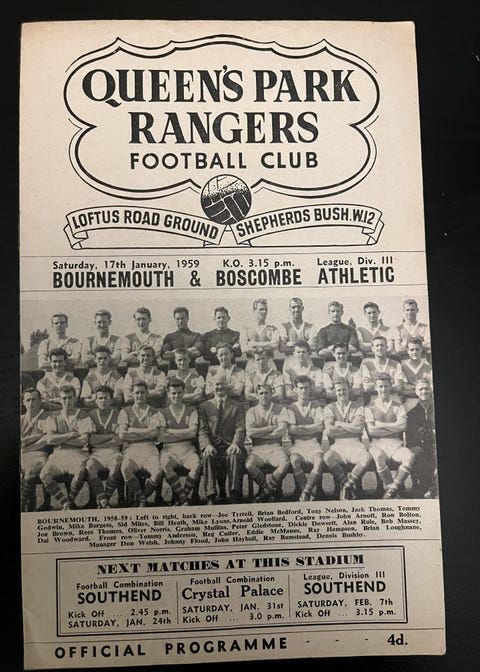 QUEEN'S PARK
RANGERS
FOOTBALL CLUB
LOFTUS ROAD GROUND SHEPHERDS BUSH.W.12
Saturday, 17th January, 1959 K.O. 3.15 p.m. League, Div. III
BOURNEMOUTH & BOSCOMBE ATHLETIC
BOURNEMOUTH, 1958-59 : Left to right, back row—Joe Tyrrell, Brian Bedford, Tony Nelson, Jock Thomas, Tommy
Godwin, Mike Burgess, Sid Miles, Bill Heath, Mike Lyons, Arnold Woollard. Centre row—John Arnott, Ron Bolton,
Joe Brown, Rees Thomas, Oliver Norris, Graham Mullins, Peter Gledstone, Dickie Dowsett, Alan Rule, Bob Massey,
Dai Woodward. Front row—Tommy Anderson, Reg Cutler, Eddie McManus, Ray Hampson, Brian Loughnane,
Manager Don Welsh, Johnny Flood, John Hayhall, Ray Bumstead, Dennis Bushby.
NEXT MATCHES AT THIS STADIUM
Football Combination
SOUTHEND
Kick Off ... 2.45 p.m.
SATURDAY, JAN. 24th
Football Combination
Crystal Palace
SATURDAY, JAN. 31st
Kick Off ... 3.0 p.m.
League, Division III
SOUTHEND
SATURDAY, FEB. 7th
Kick Off ... 3.15 p.m.
OFFICIAL PROGRAMME - - - 4d.